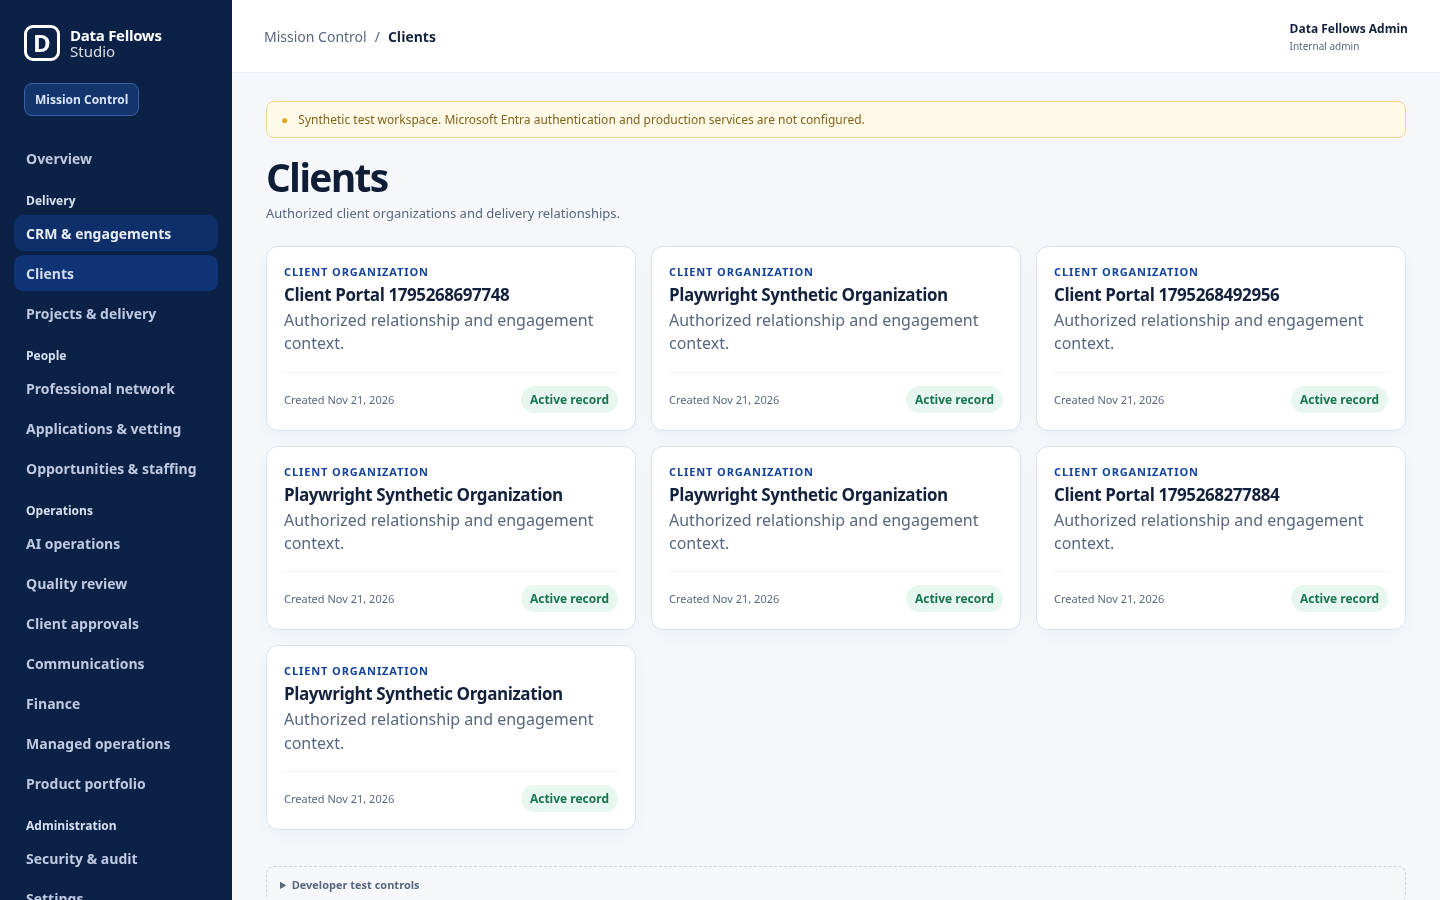 D
Data Fellows
Studio
Mission Control
Overview
Delivery
CRM & engagements
Clients
Projects & delivery
People
Professional network
Applications & vetting
Opportunities & staffing
Operations
AI operations
Quality review
Client approvals
Communications
Finance
Managed operations
Product portfolio
Administration
Security & audit
Settings
Mission Control / Clients
Data Fellows Admin
Internal admin
Synthetic test workspace. Microsoft Entra authentication and production services are not configured.
Clients
Authorized client organizations and delivery relationships.
CLIENT ORGANIZATION
Client Portal 1795268697748
Authorized relationship and engagement
context.
Created Nov 21, 2026
Active record
CLIENT ORGANIZATION
Playwright Synthetic Organization
Authorized relationship and engagement
context.
Created Nov 21, 2026
Active record
CLIENT ORGANIZATION
Client Portal 1795268492956
Authorized relationship and engagement
context.
Created Nov 21, 2026
Active record
CLIENT ORGANIZATION
Playwright Synthetic Organization
Authorized relationship and engagement
context.
Created Nov 21, 2026
Active record
CLIENT ORGANIZATION
Playwright Synthetic Organization
Authorized relationship and engagement
context.
Created Nov 21, 2026
Active record
CLIENT ORGANIZATION
Client Portal 1795268277884
Authorized relationship and engagement
context.
Created Nov 21, 2026
Active record
CLIENT ORGANIZATION
Playwright Synthetic Organization
Authorized relationship and engagement
context.
Created Nov 21, 2026
Active record
Developer test controls